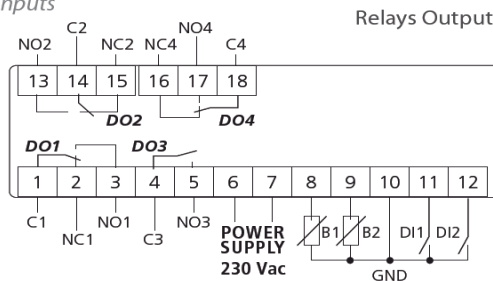 nputs
Relays Output
NO2 C2 NC2 NC4 NO4 C4
13 14 15 16 17 18
DO2 DO4
DO1 DO3
1 2 3 4 5 6 7 8 9 10 11 12
C1 NC1 NO1 C3 NO3
POWER SUPPLY
230 Vac
B1 B2 DI1 DI2
GND